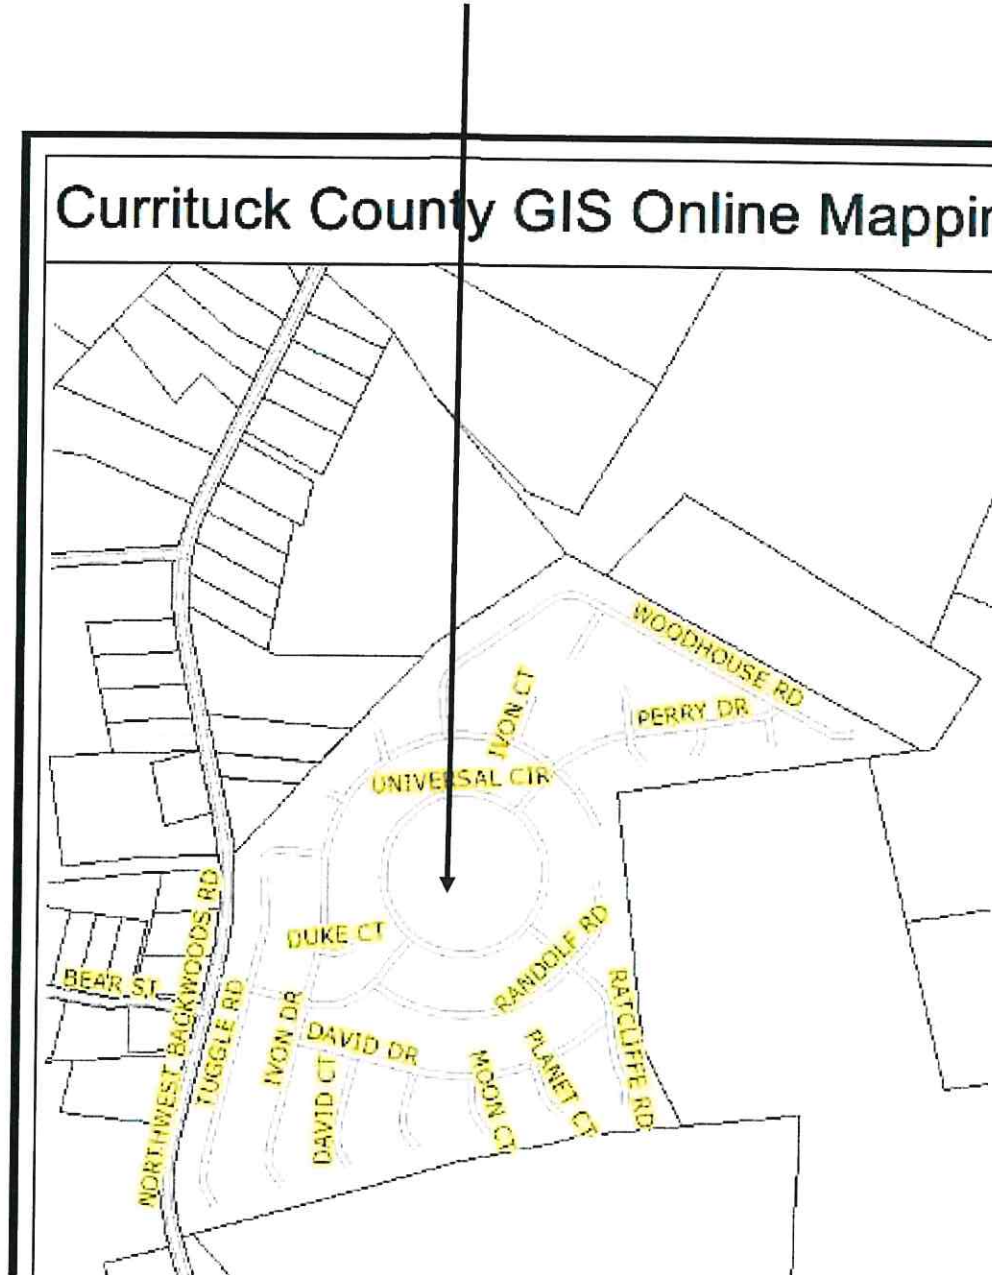 Currituck County GIS Online Mappin
WOODHOUSE RD
IVON CT
PERRY DR
UNIVERSAL CIR
DUKE CT
RANDOLF RD
NORTHWEST BACKWOODS RD
BEAR ST
TUGGLE RD
IVON DR
DAVID DR
DAVID CT
MOON CT
PLANET CT
RATCLIFFE RD